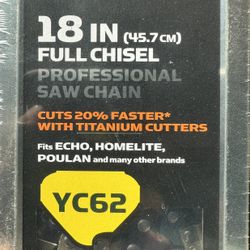 18 IN (45.7 CM)
FULL CHISEL
PROFESSIONAL
SAW CHAIN
CUTS 20% FASTER*
WITH TITANIUM CUTTERS
Fits ECHO, HOMELITE,
POULAN and many other brands
YC62